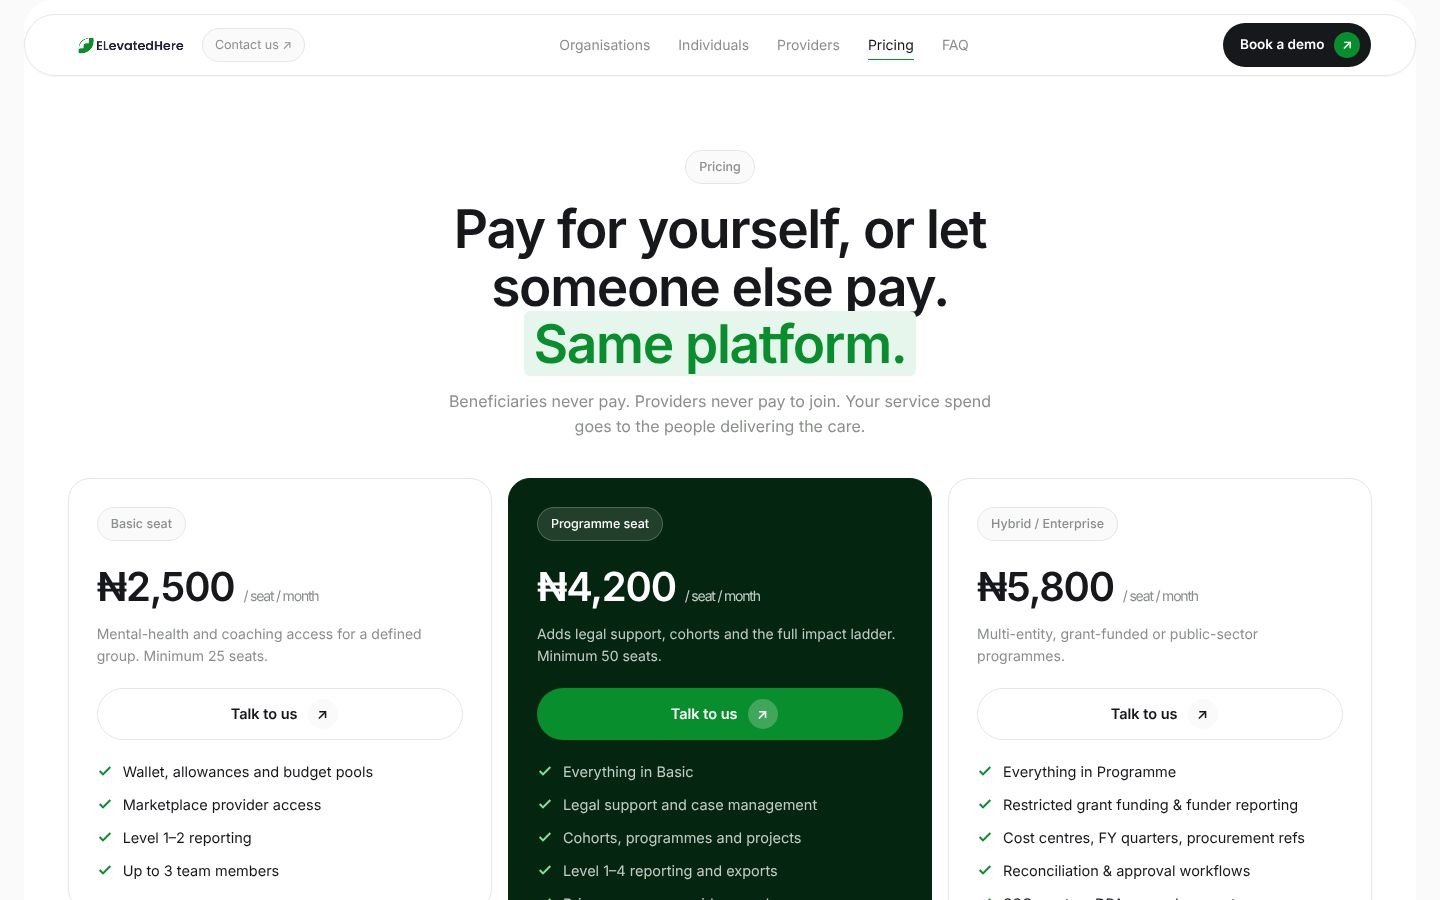 ELevatedHere
Contact us
Organisations
Individuals
Providers
Pricing
FAQ
Book a demo
Pricing
Pay for yourself, or let
someone else pay.
Same platform.
Beneficiaries never pay. Providers never pay to join. Your service spend
goes to the people delivering the care.
Basic seat
₦2,500 / seat / month
Mental-health and coaching access for a defined
group. Minimum 25 seats.
Talk to us
Wallet, allowances and budget pools
Marketplace provider access
Level 1–2 reporting
Up to 3 team members
Programme seat
₦4,200 / seat / month
Adds legal support, cohorts and the full impact ladder.
Minimum 50 seats.
Talk to us
Everything in Basic
Legal support and case management
Cohorts, programmes and projects
Level 1–4 reporting and exports
Hybrid / Enterprise
₦5,800 / seat / month
Multi-entity, grant-funded or public-sector
programmes.
Talk to us
Everything in Programme
Restricted grant funding & funder reporting
Cost centres, FY quarters, procurement refs
Reconciliation & approval workflows